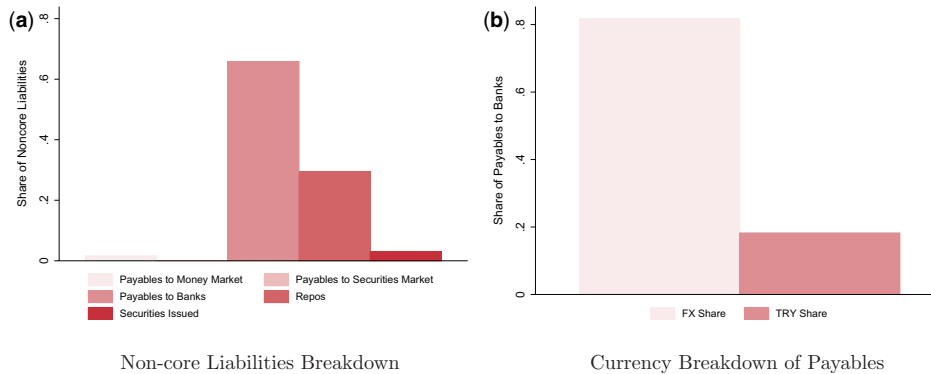 (a)
Share of Noncore Liabilities
.8
.6
.4
.2
0
Payables to Money Market
Payables to Securities Market
Payables to Banks
Repos
Securities Issued
Non-core Liabilities Breakdown
(b)
Share of Payables to Banks
.8
.6
.4
.2
0
FX Share
TRY Share
Currency Breakdown of Payables